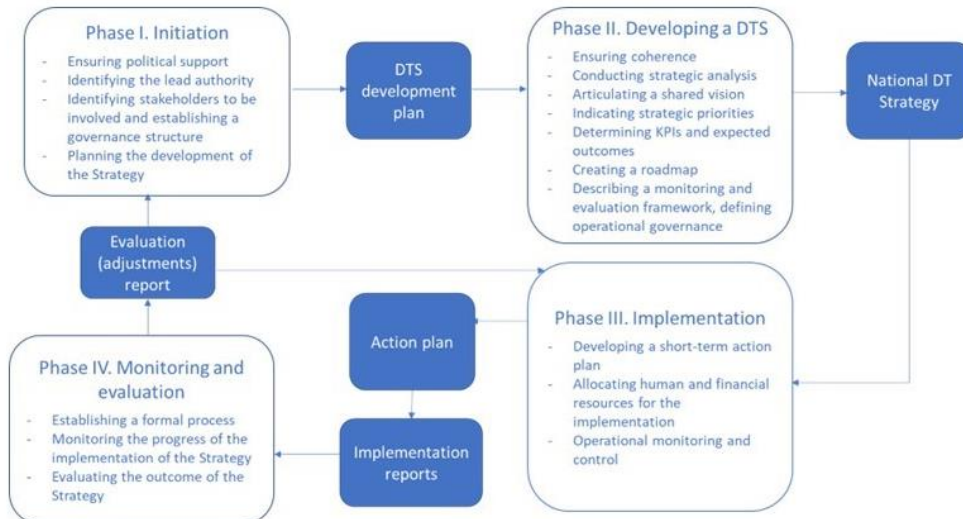 Phase I. Initiation
- Ensuring political support
- Identifying the lead authority
- Identifying stakeholders to be
involved and establishing a
governance structure
- Planning the development of
the Strategy
DTS
development
plan
Phase II. Developing a DTS
- Ensuring coherence
- Conducting strategic analysis
- Articulating a shared vision
- Indicating strategic priorities
- Determining KPIs and expected
outcomes
- Creating a roadmap
- Describing a monitoring and
evaluation framework, defining
operational governance
National DT
Strategy
Evaluation
(adjustments)
report
Phase III. Implementation
- Developing a short-term action
plan
- Allocating human and financial
resources for the
implementation
- Operational monitoring and
control
Action plan
Implementation
reports
Phase IV. Monitoring and
evaluation
- Establishing a formal process
- Monitoring the progress of the
implementation of the Strategy
- Evaluating the outcome of the
Strategy